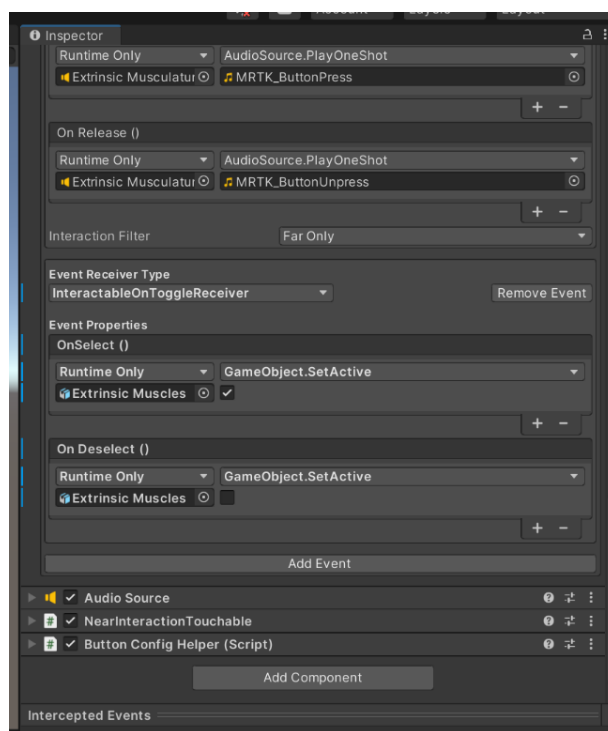 Inspector
Runtime Only AudioSource.PlayOneShot
Extrinsic Musculatur MRTK_ButtonPress
+ -
On Release ()
Runtime Only AudioSource.PlayOneShot
Extrinsic Musculatur MRTK_ButtonUnpress
+ -
Interaction Filter Far Only
Event Receiver Type
InteractableOnToggleReceiver Remove Event
Event Properties
OnSelect ()
Runtime Only GameObject.SetActive
Extrinsic Muscles
+ -
On Deselect ()
Runtime Only GameObject.SetActive
Extrinsic Muscles
+ -
Add Event
Audio Source
# NearInteractionTouchable
# Button Config Helper (Script)
Add Component
Intercepted Events